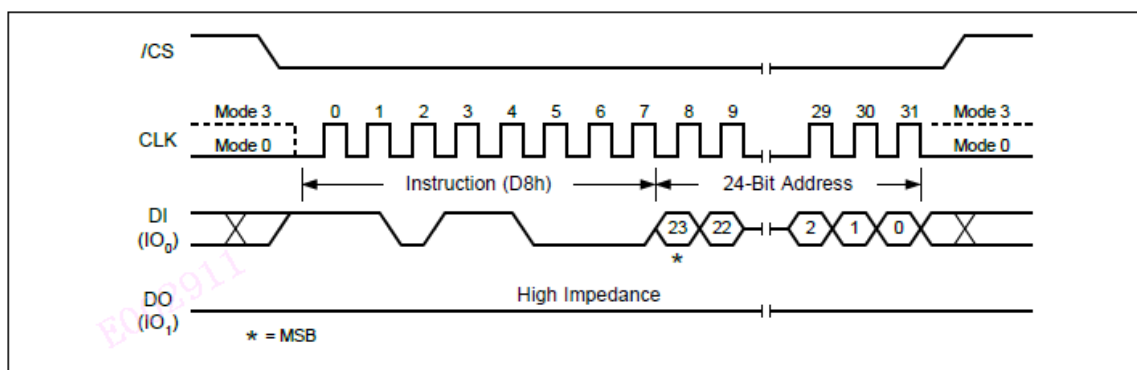 /CS
Mode 3 0 1 2 3 4 5 6 7 8 9 29 30 31 Mode 3
CLK Mode 0 Mode 0
Instruction (D8h) 24-Bit Address
DI
(IO0) 23 22 2 1 0
*
DO High Impedance
(IO1)
* = MSB